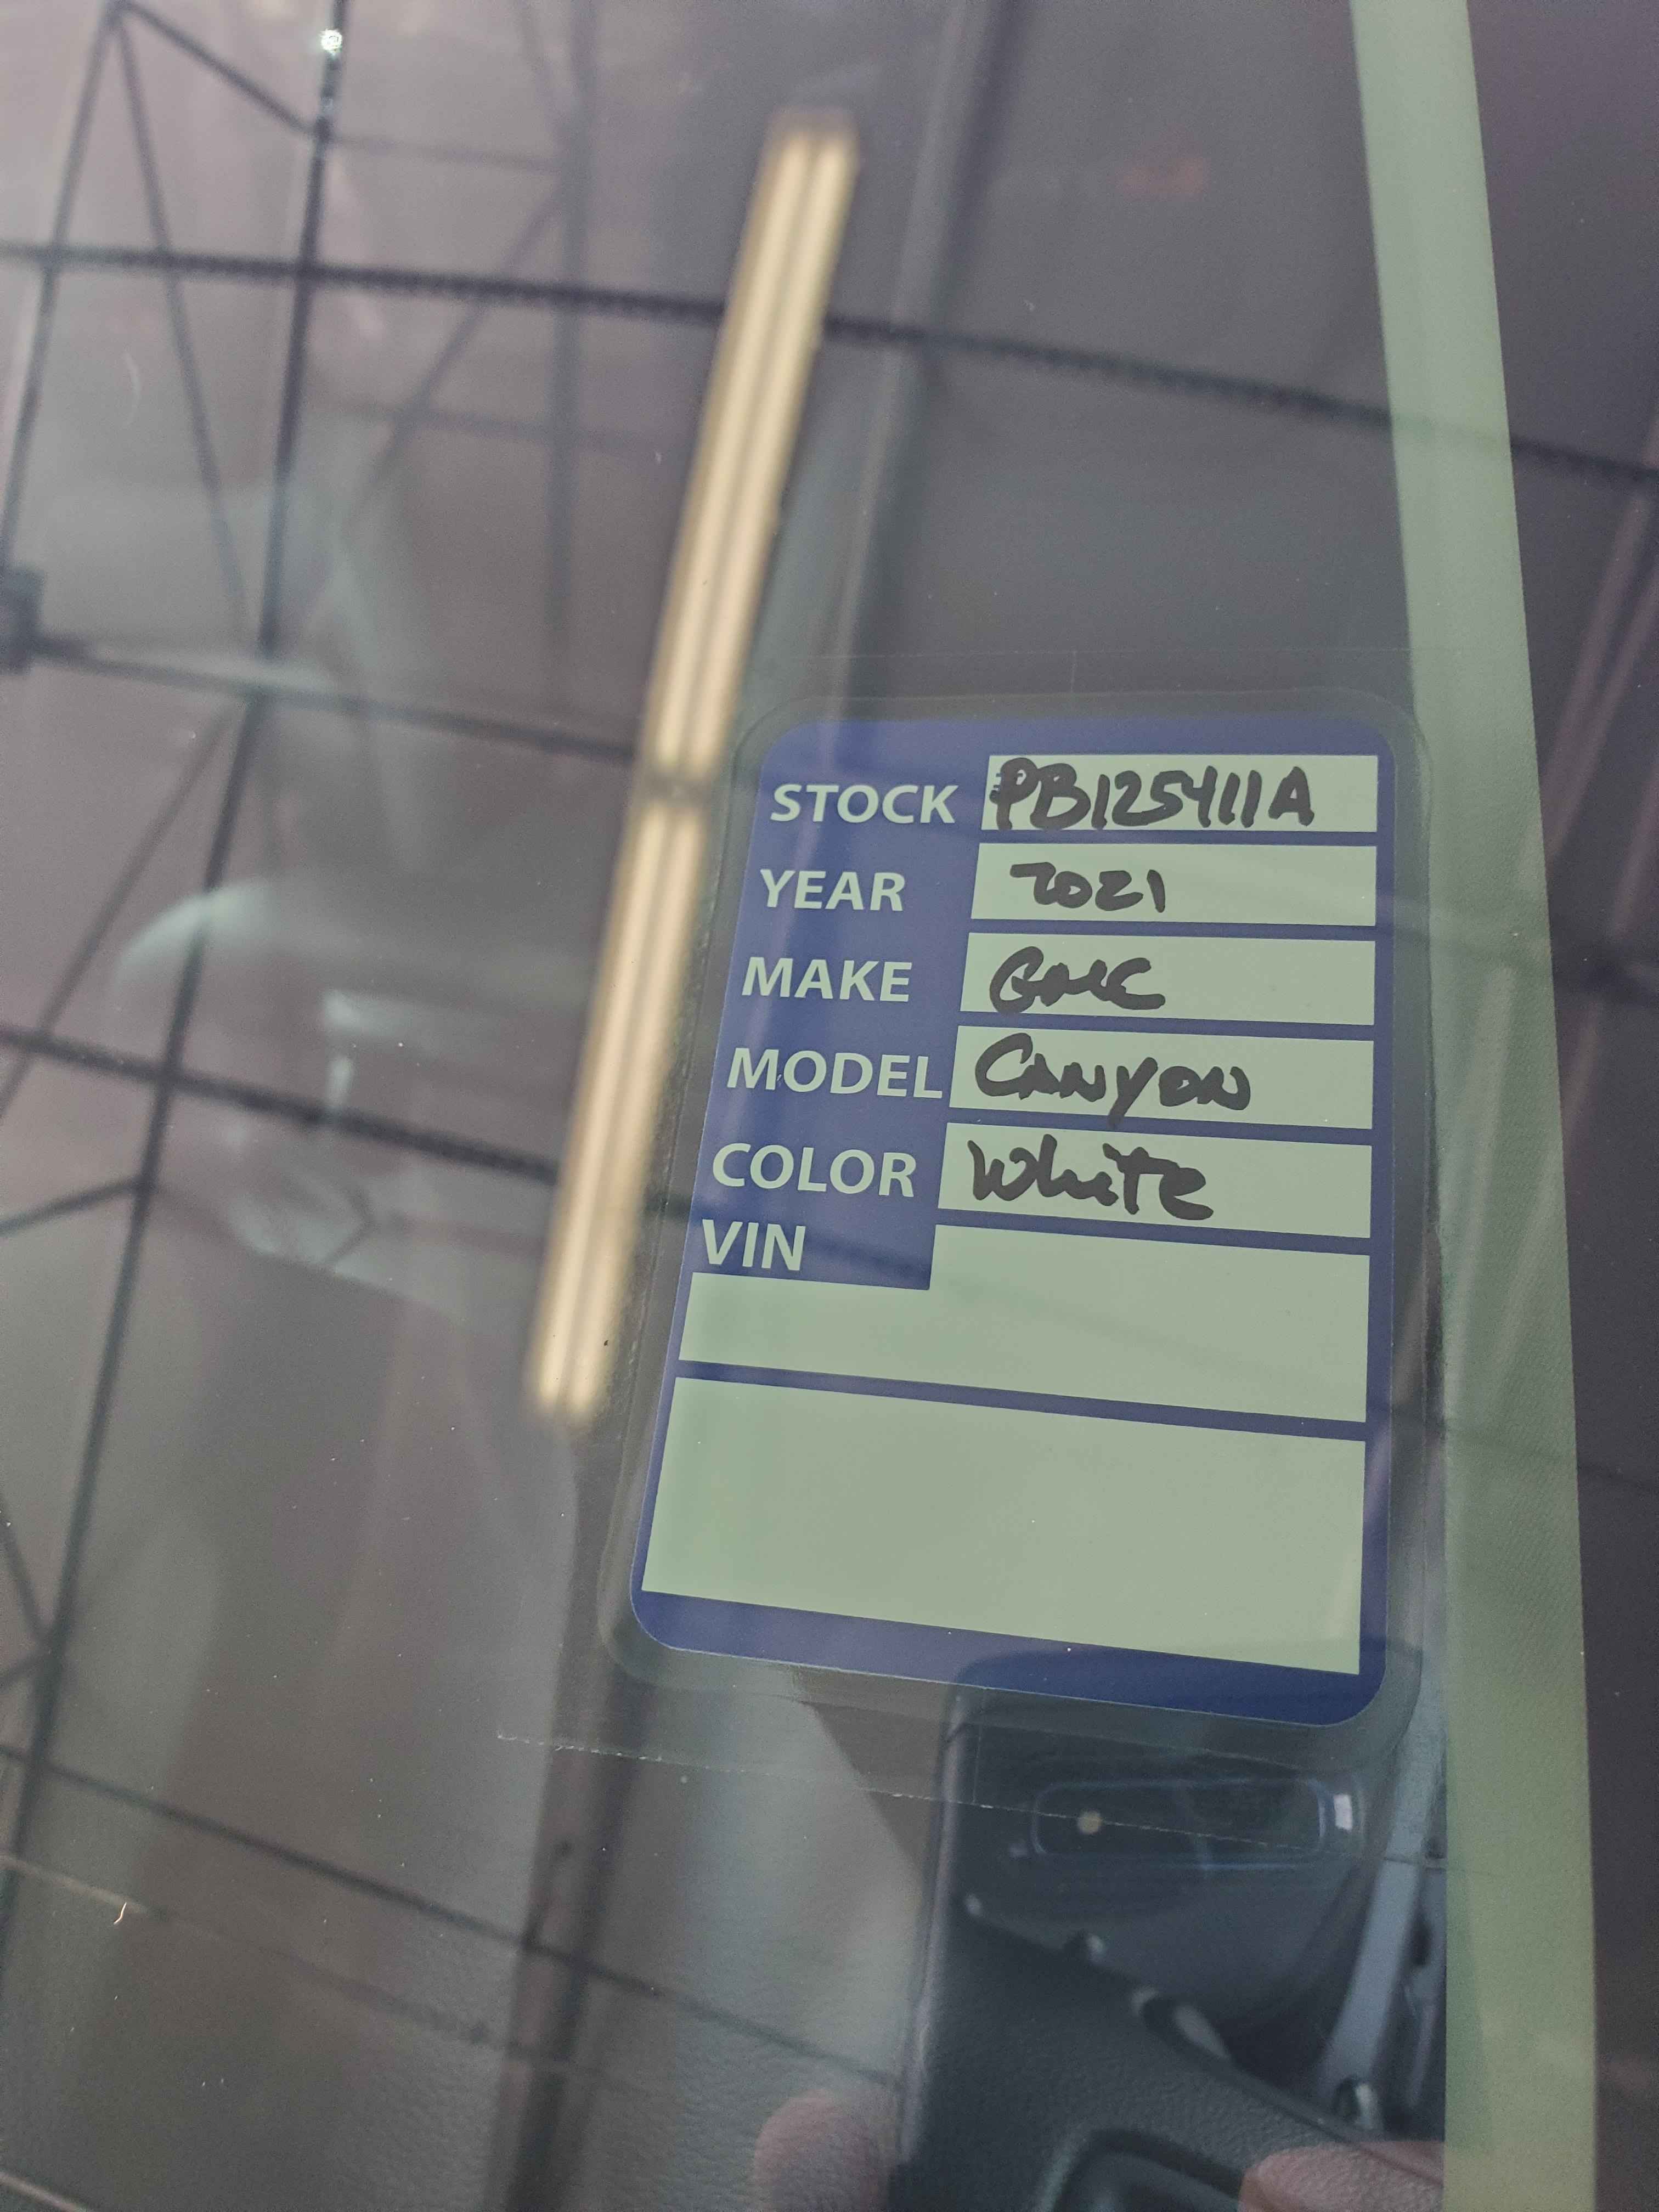 STOCK PB125411A
YEAR 2021
MAKE GMC
MODEL CANYON
COLOR White
VIN